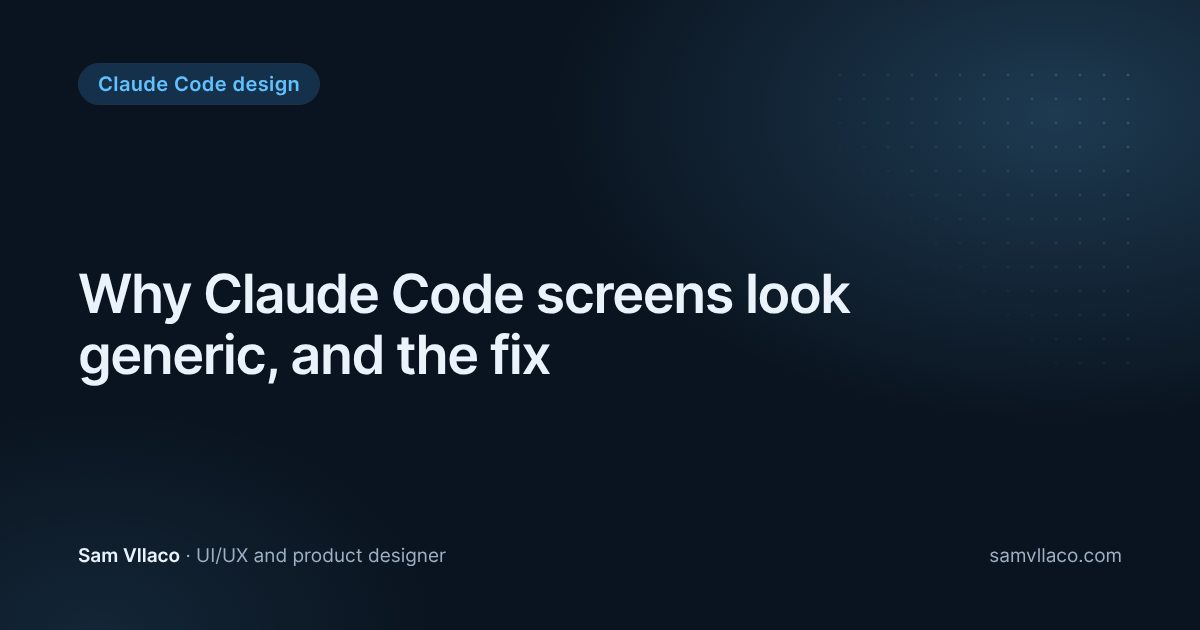 Claude Code design
Why Claude Code screens look
generic, and the fix
Sam Vllaco · UI/UX and product designer
samvllaco.com